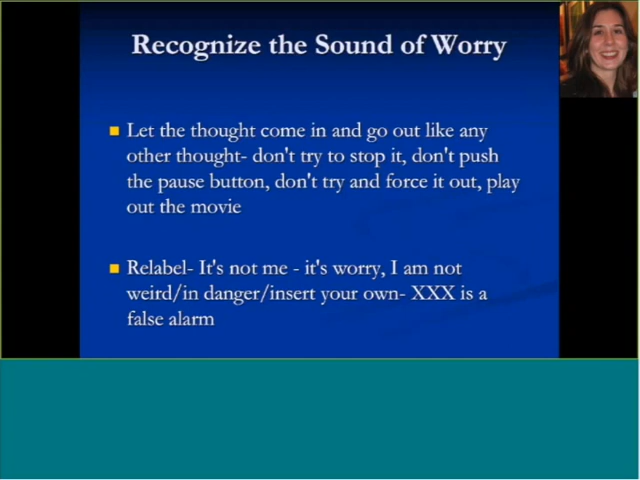 Recognize the Sound of Worry
Let the thought come in and go out like any
other thought- don't try to stop it, don't push
the pause button, don't try and force it out, play
out the movie
Relabel- It's not me - it's worry, I am not
weird/in danger/insert your own- XXX is a
false alarm